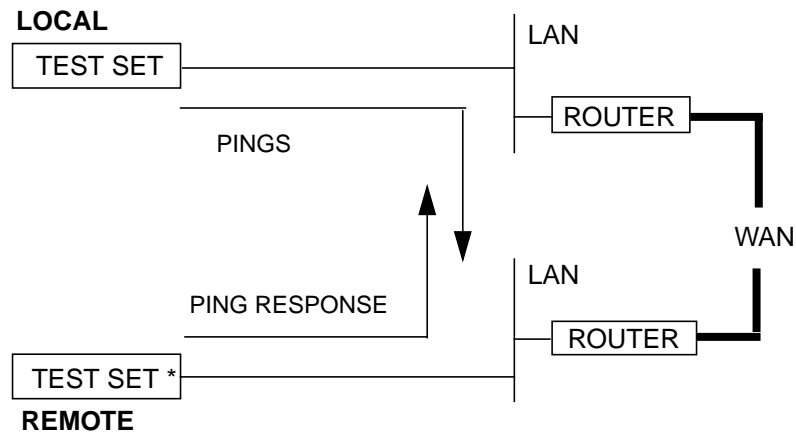 LOCAL
TEST SET
LAN
ROUTER
PINGS
WAN
LAN
PING RESPONSE
ROUTER
TEST SET *
REMOTE